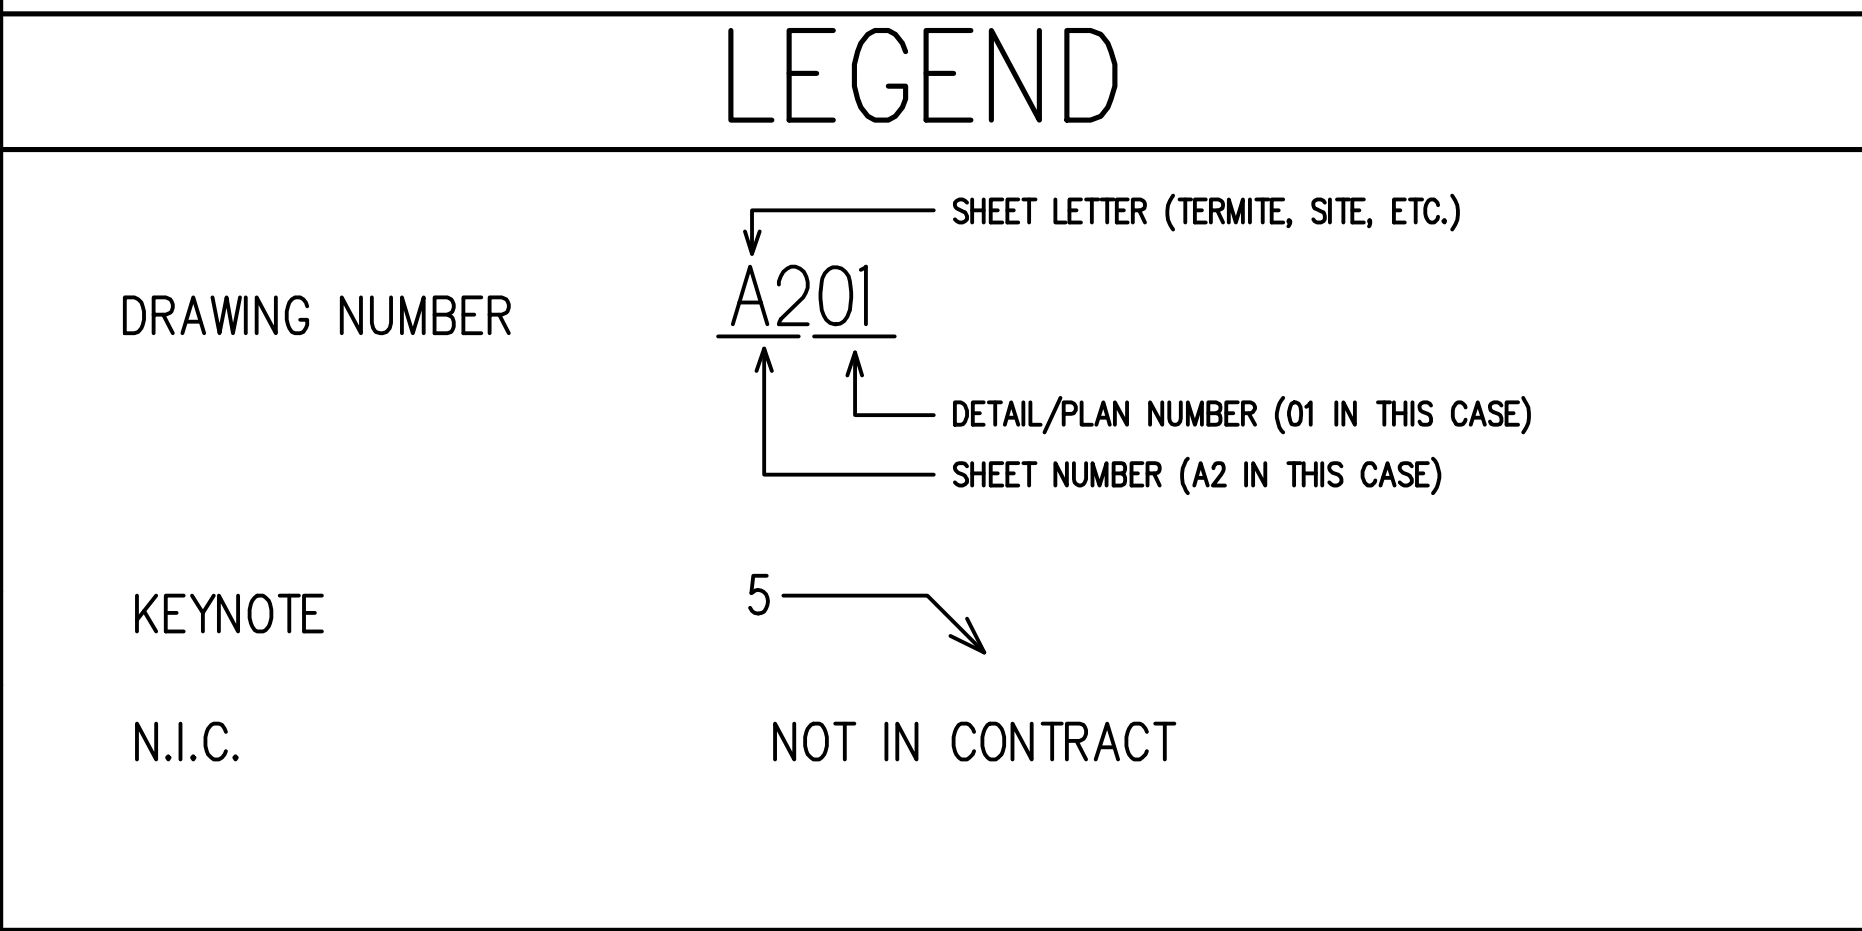 LEGEND
SHEET LETTER (TERMITE, SITE, ETC.)
DRAWING NUMBER A201
DETAIL/PLAN NUMBER (01 IN THIS CASE)
SHEET NUMBER (A2 IN THIS CASE)
KEYNOTE 5
N.I.C. NOT IN CONTRACT